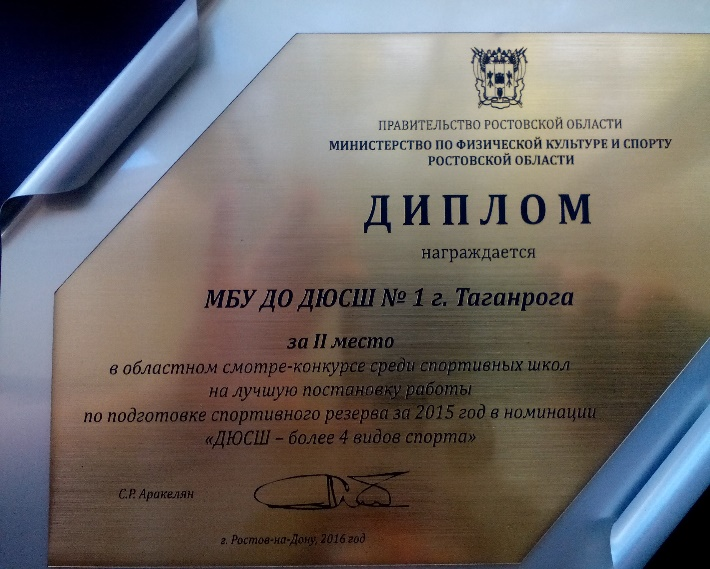 ПРАВИТЕЛЬСТВО РОСТОВСКОЙ ОБЛАСТИ
МИНИСТЕРСТВО ПО ФИЗИЧЕСКОЙ КУЛЬТУРЕ И СПОРТУ
РОСТОВСКОЙ ОБЛАСТИ
ДИПЛОМ
награждается
МБУ ДО ДЮСШ № 1 г. Таганрога
за II место
в областном смотре-конкурсе среди спортивных школ
на лучшую постановку работы
по подготовке спортивного резерва за 2015 год в номинации
«ДЮСШ – более 4 видов спорта»
С.Р. Аракелян
г. Ростов-на-Дону, 2016 год